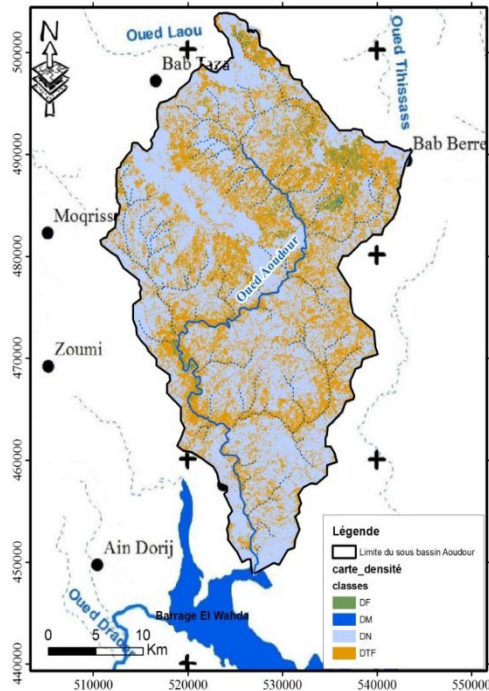 N
Oued Laou
Bab Taza
Oued Tihissass
Bab Berre
Moqriss
Oued Aoudour
Zoumi
Ain Dorij
Oued Draa
Barrage El Wahda
0 5 10 Km
Légende
Limite du sous bassin Aoudour
carte_densité
classes
DF
DM
DN
DTF
500000
490000
480000
470000
460000
450000
440000
510000 520000 530000 540000 550000